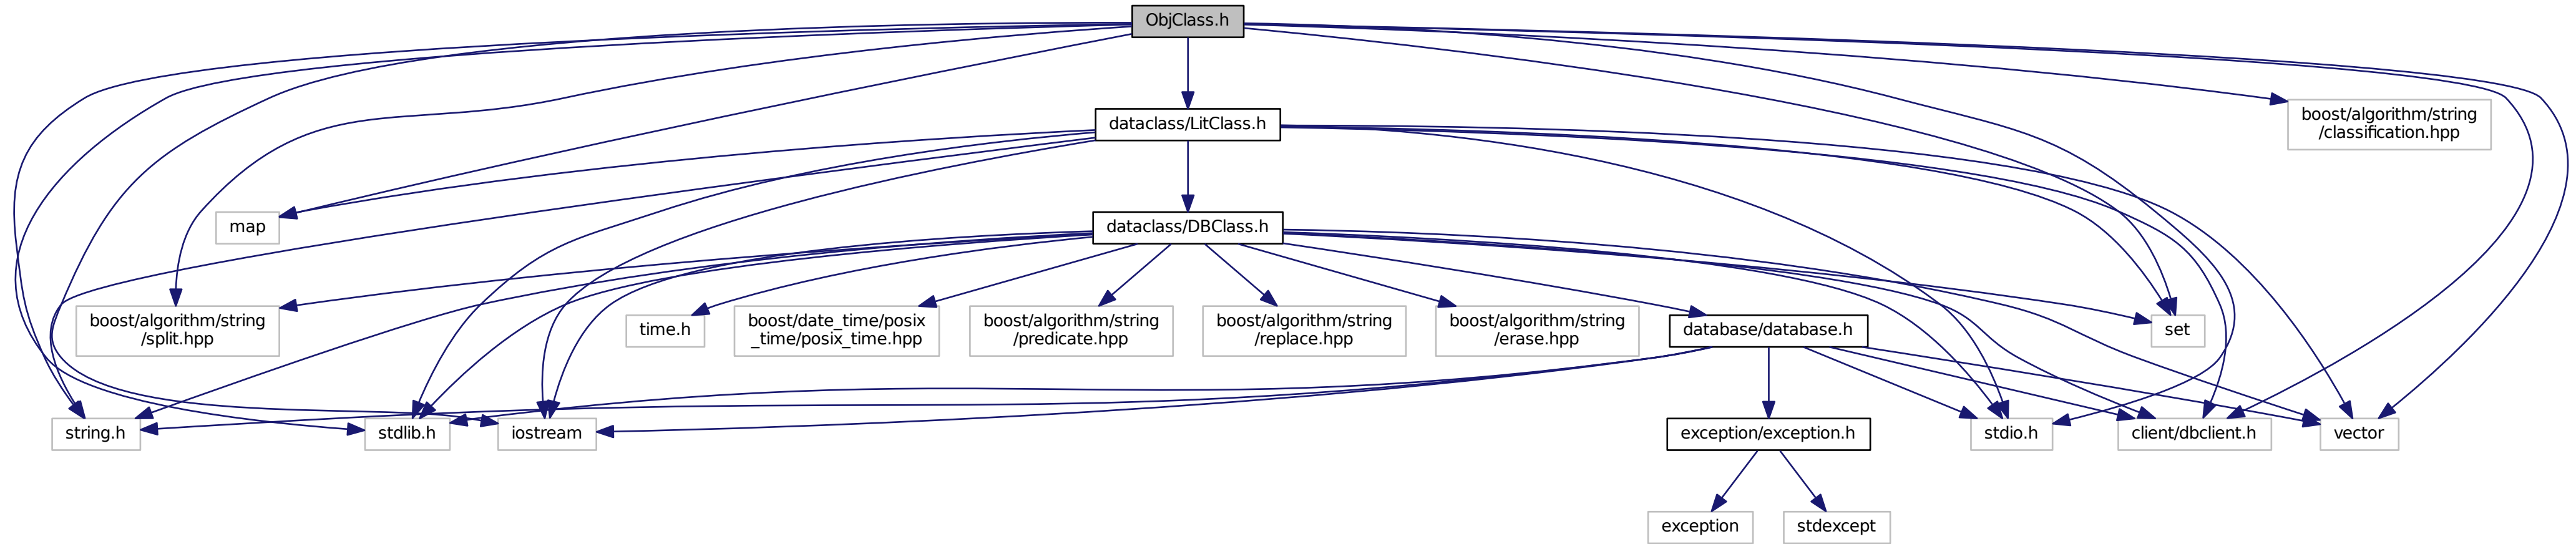 ObjClass.h
boost/algorithm/string
/classification.hpp
dataclass/LitClass.h
map
dataclass/DBClass.h
boost/algorithm/string
/split.hpp
time.h
boost/date_time/posix
_time/posix_time.hpp
boost/algorithm/string
/predicate.hpp
boost/algorithm/string
/replace.hpp
boost/algorithm/string
/erase.hpp
database/database.h
set
string.h
stdlib.h
iostream
exception/exception.h
stdio.h
client/dbclient.h
vector
exception
stdexcept